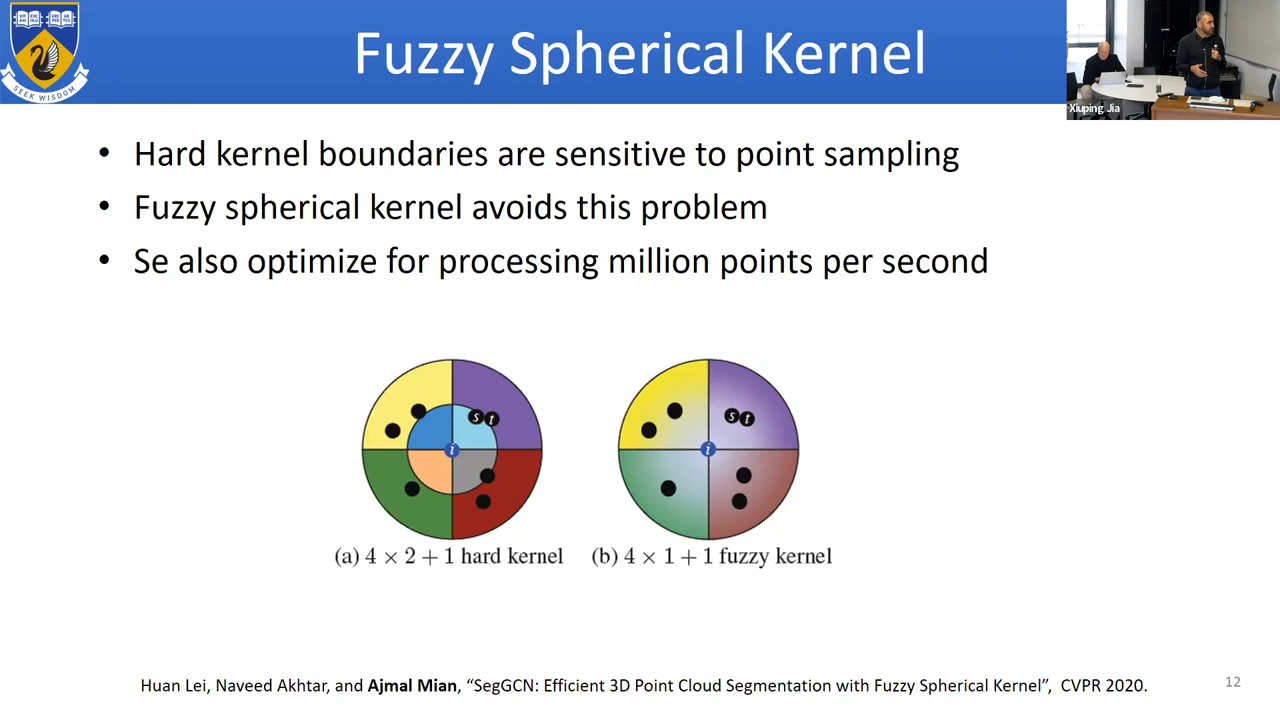 Fuzzy Spherical Kernel
SEEK WISDOM
Xiuping Jia
• Hard kernel boundaries are sensitive to point sampling
• Fuzzy spherical kernel avoids this problem
• Se also optimize for processing million points per second
s t
i
s t
i
(a) 4 × 2 + 1 hard kernel
(b) 4 × 1 + 1 fuzzy kernel
Huan Lei, Naveed Akhtar, and Ajmal Mian, “SegGCN: Efficient 3D Point Cloud Segmentation with Fuzzy Spherical Kernel”, CVPR 2020.
12